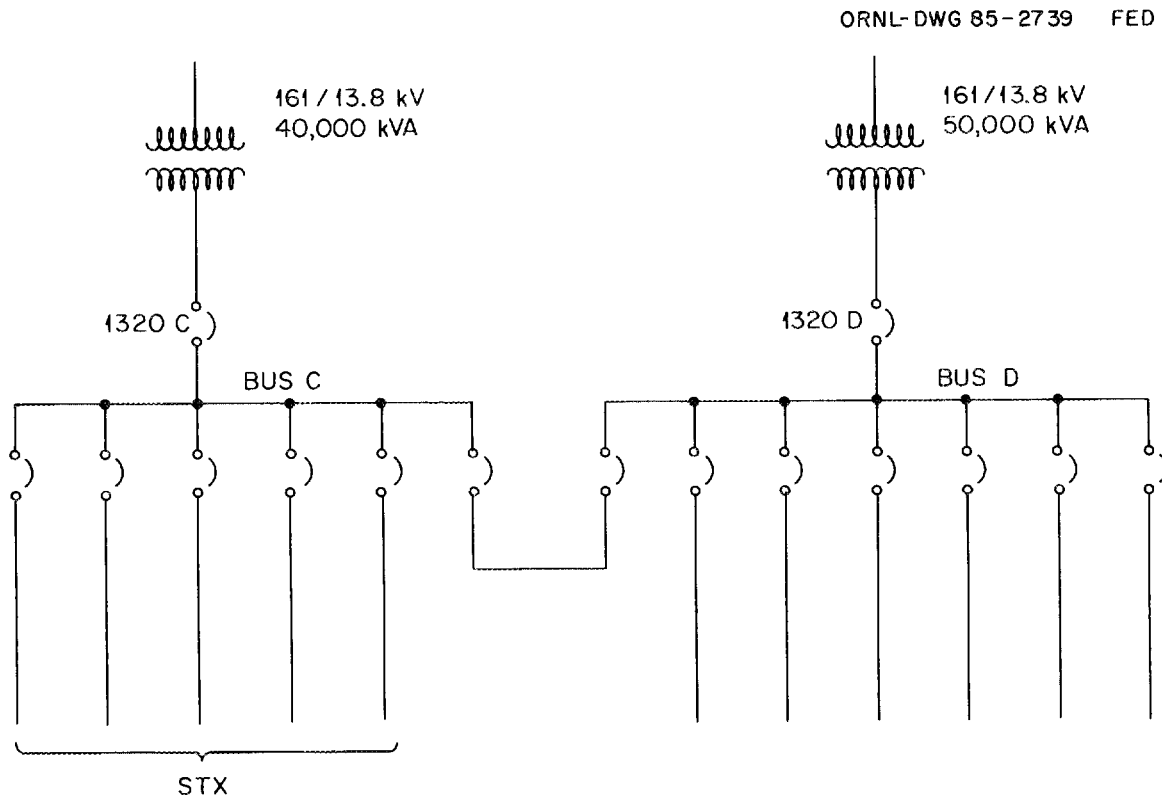 ORNL-DWG 85-2739 FED
161/13.8 kV
40,000 kVA
161/13.8 kV
50,000 kVA
1320 C
1320 D
BUS C
BUS D
STX